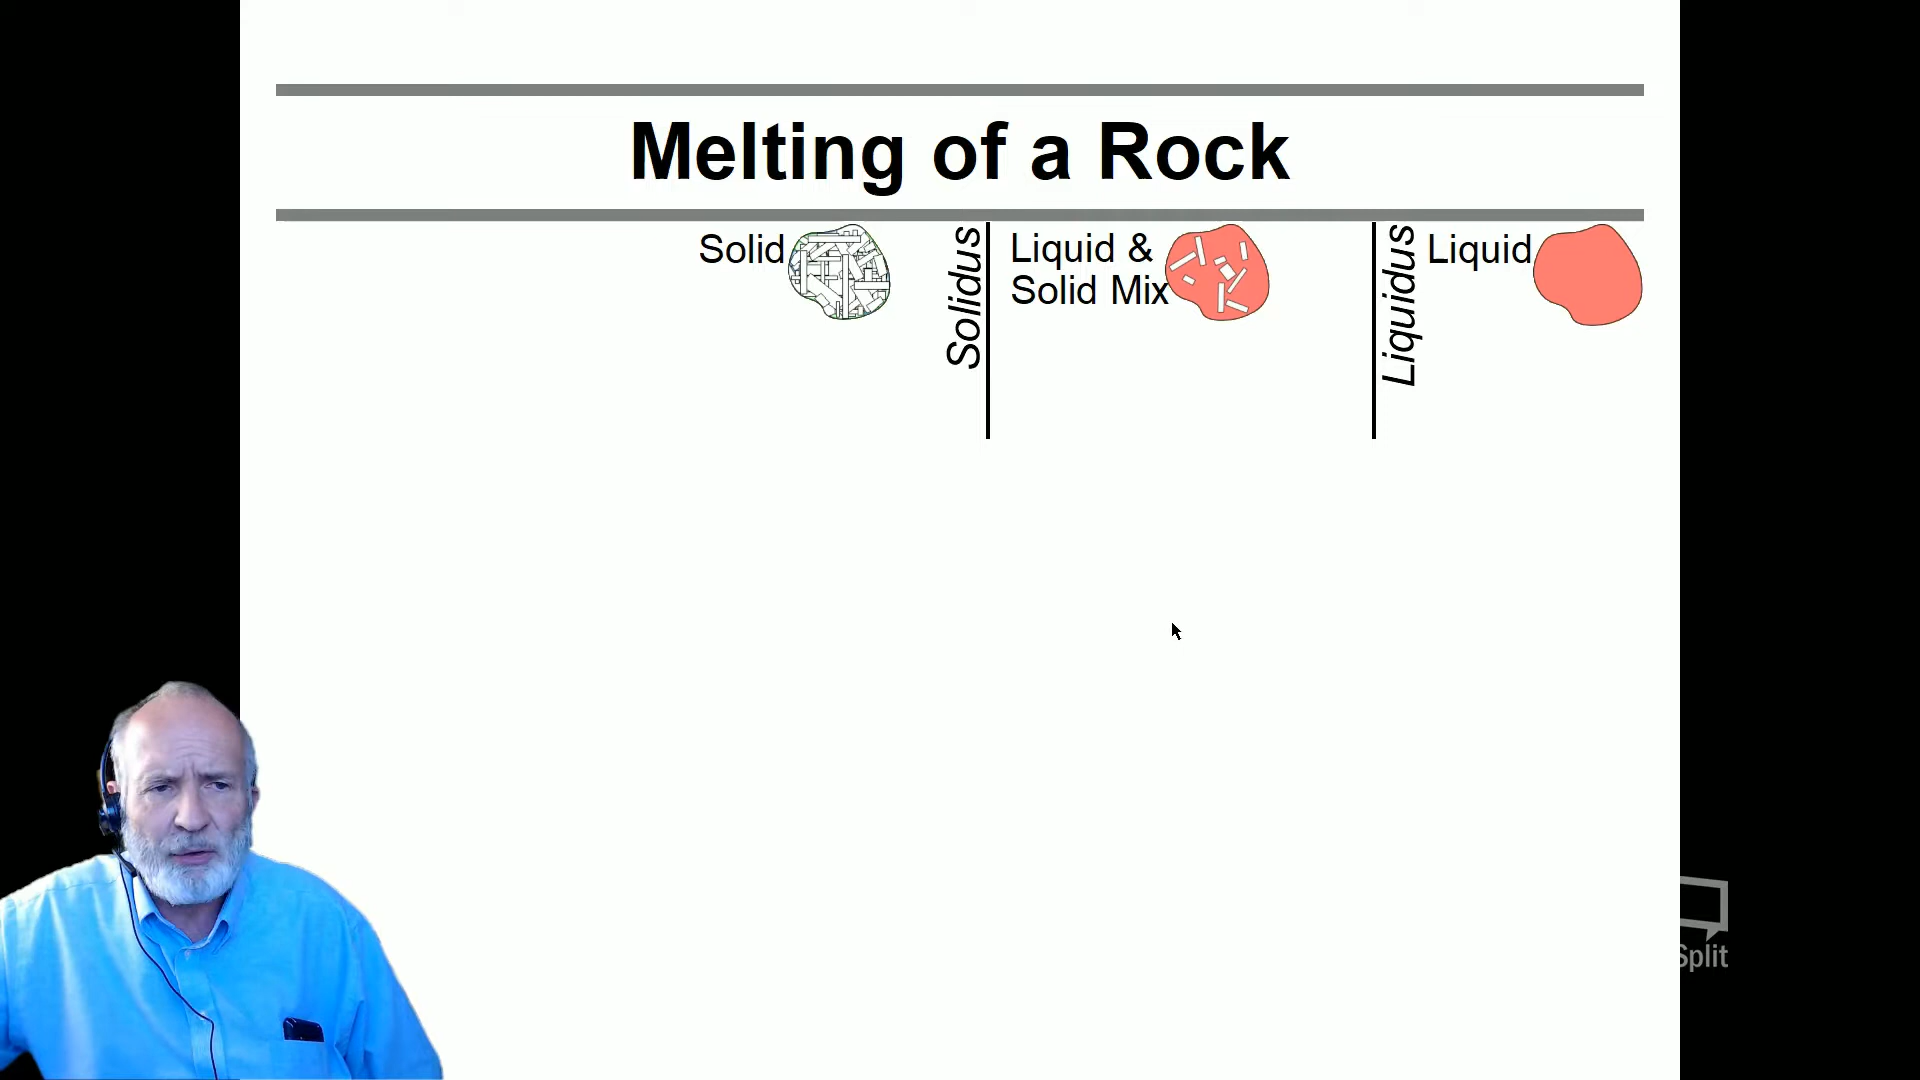 Melting of a Rock
Solid
Solidus
Liquid &
Solid Mix
Liquidus
Liquid
Split